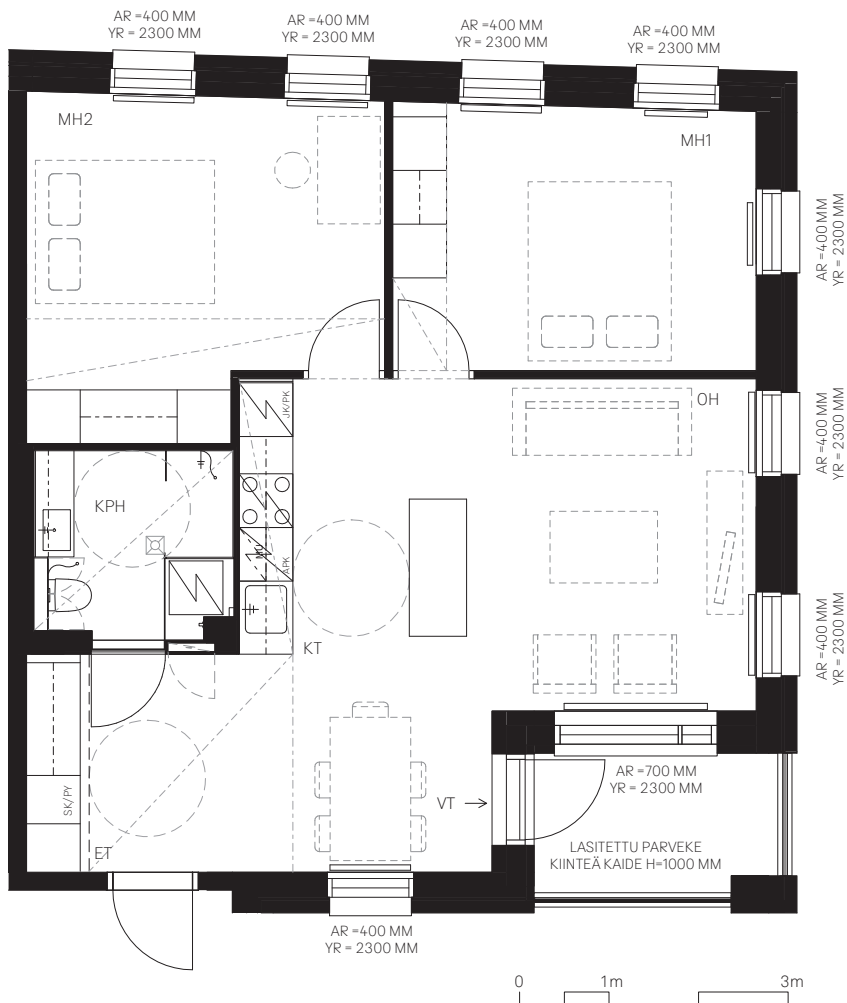 AR =400 MM
YR = 2300 MM
AR =400 MM
YR = 2300 MM
AR =400 MM
YR = 2300 MM
AR =400 MM
YR = 2300 MM
MH2
MH1
AR =400 MM
YR = 2300 MM
JK/PK
OH
AR =400 MM
YR = 2300 MM
KPH
MU
APK
KT
AR =400 MM
YR = 2300 MM
SK/PY
ET
VT
AR =700 MM
YR = 2300 MM
LASITETTU PARVEKE
KIINTEÄ KAIDE H=1000 MM
AR =400 MM
YR = 2300 MM
0 1m 3m